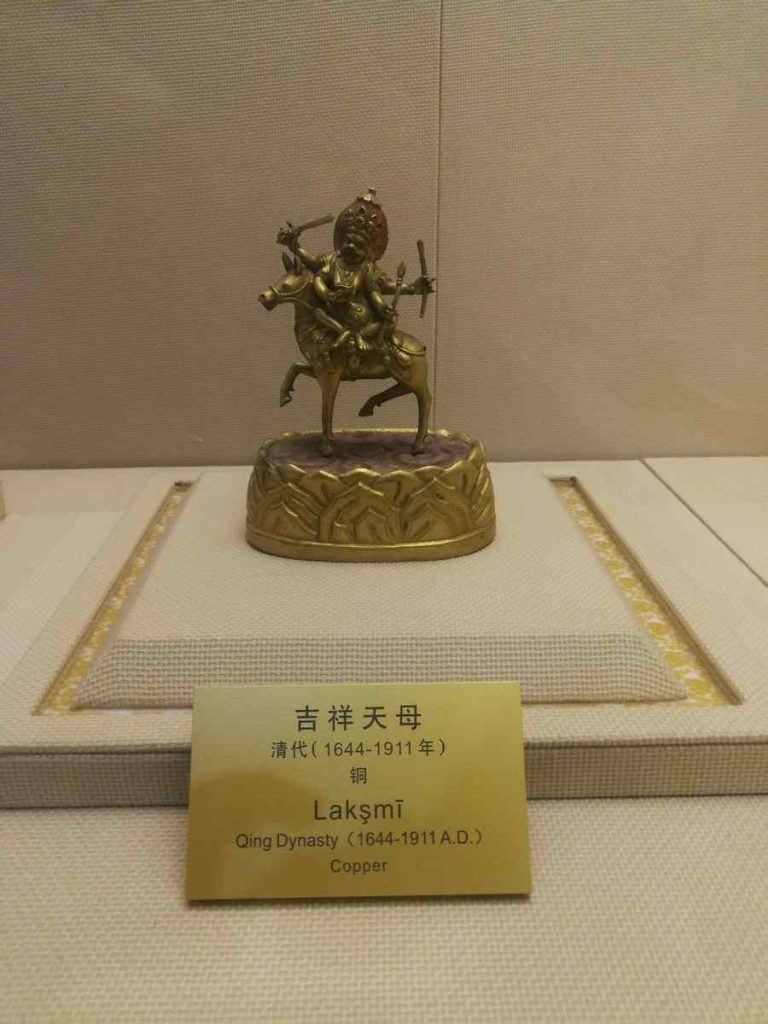 吉祥天母
清代(1644-1911年)
铜
Lakşmī
Qing Dynasty（1644-1911 A.D.）
Copper